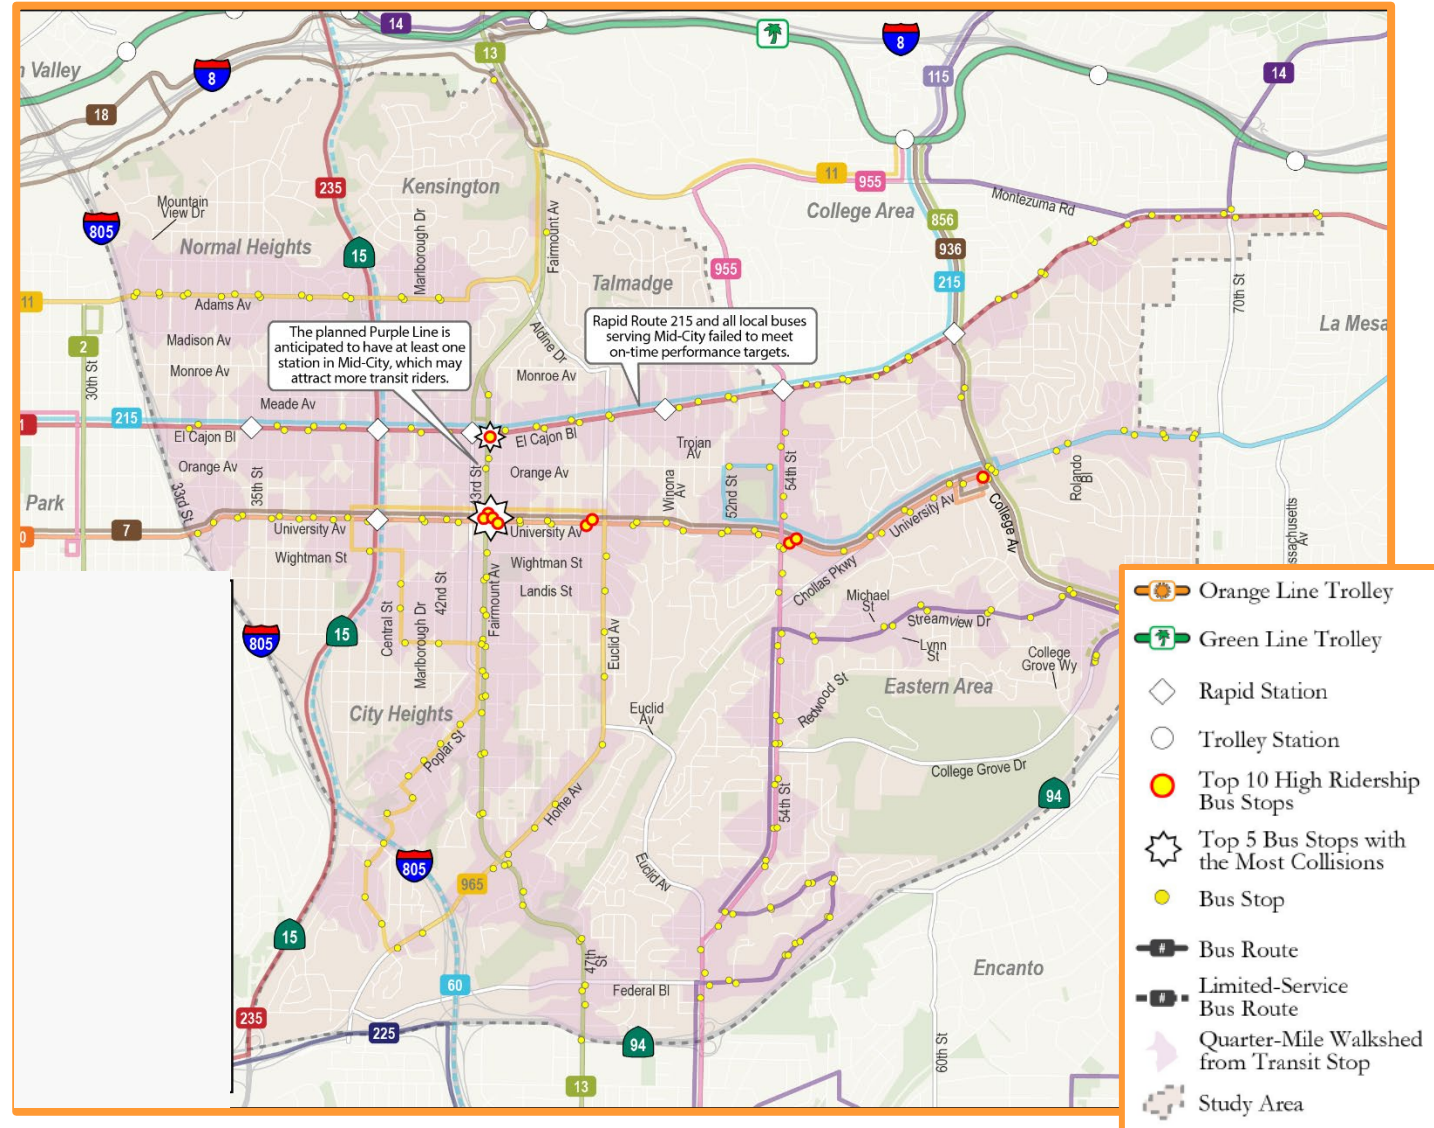 14
13
8
115
14
n Valley
8
18
11
955
235
Kensington
College Area
Montezuma Rd
Mountain
View Dr
805
Normal Heights
15
Marlborough Dr
Fairmount Av
856
936
215
955
Talmadge
70th St
11
Adams Av
2
30th St
Madison Av
Monroe Av
Meade Av
The planned Purple Line is
anticipated to have at least one
station in Mid-City, which may
attract more transit riders.
Aldine Dr
Monroe Av
Rapid Route 215 and all local buses
serving Mid-City failed to meet
on-time performance targets.
La Mesa
1
215
El Cajon Bl
El Cajon Bl
Orange Av
Orange Av
Trojan
Av
35th St
33rd St
43rd St
Winona
Av
52nd St
54th St
Rolando
Bl
Park
0
7
University Av
University Av
University Av
College Av
ssachusetts
Av
Wightman St
Wightman St
Landis St
Chollas Pkwy
Michael
St
Streamview Dr
Lynn
St
College
Grove Wy
805
15
Central St
Marlborough Dr
42nd St
Fairmount Av
Euclid Av
Euclid
Av
Redwood St
Eastern Area
City Heights
Poplar St
College Grove Dr
94
Home Av
54th St
Euclid Av
805
965
15
47th
St
60
Federal Bl
Encanto
235
225
94
60th St
13
Orange Line Trolley
Green Line Trolley
Rapid Station
Trolley Station
Top 10 High Ridership
Bus Stops
Top 5 Bus Stops with
the Most Collisions
Bus Stop
# Bus Route
# Limited-Service
Bus Route
Quarter-Mile Walkshed
from Transit Stop
Study Area